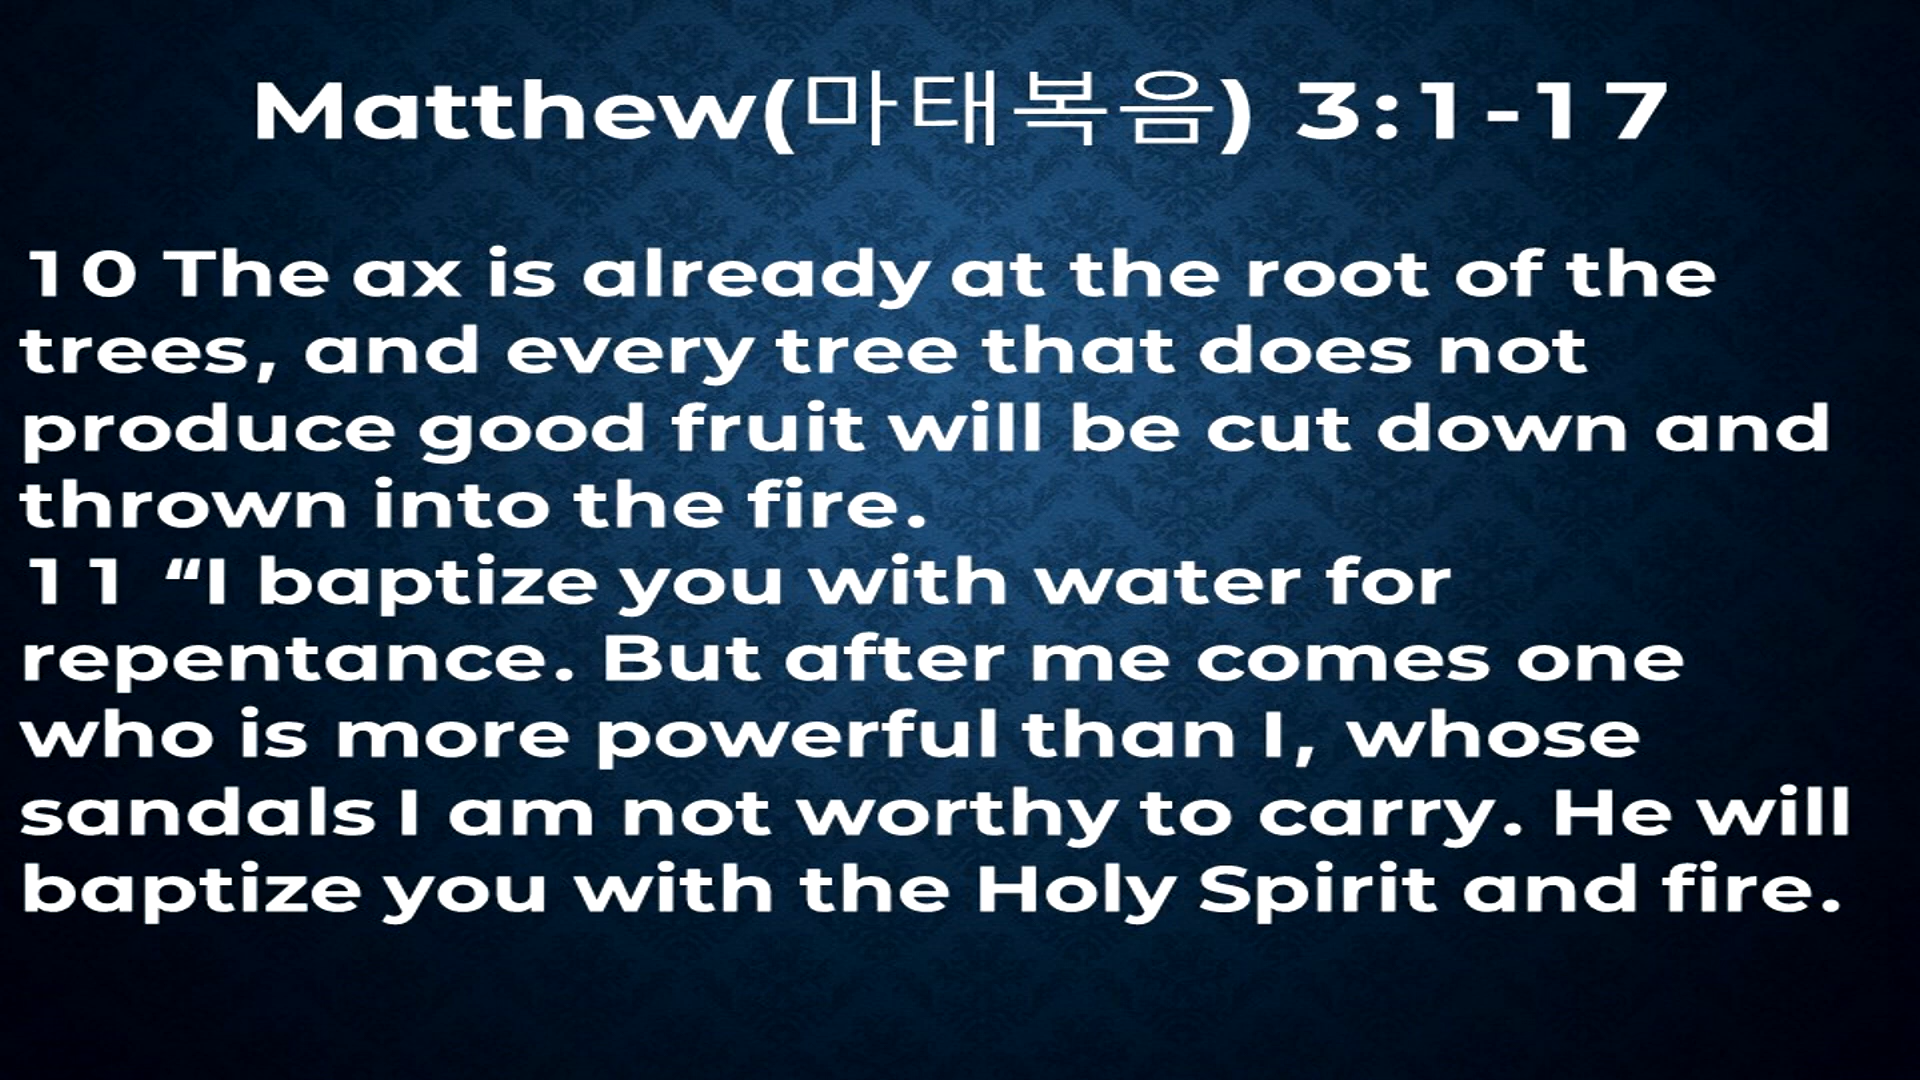 Matthew(마태복음) 3:1-17
10 The ax is already at the root of the
trees, and every tree that does not
produce good fruit will be cut down and
thrown into the fire.
11 “I baptize you with water for
repentance. But after me comes one
who is more powerful than I, whose
sandals I am not worthy to carry. He will
baptize you with the Holy Spirit and fire.